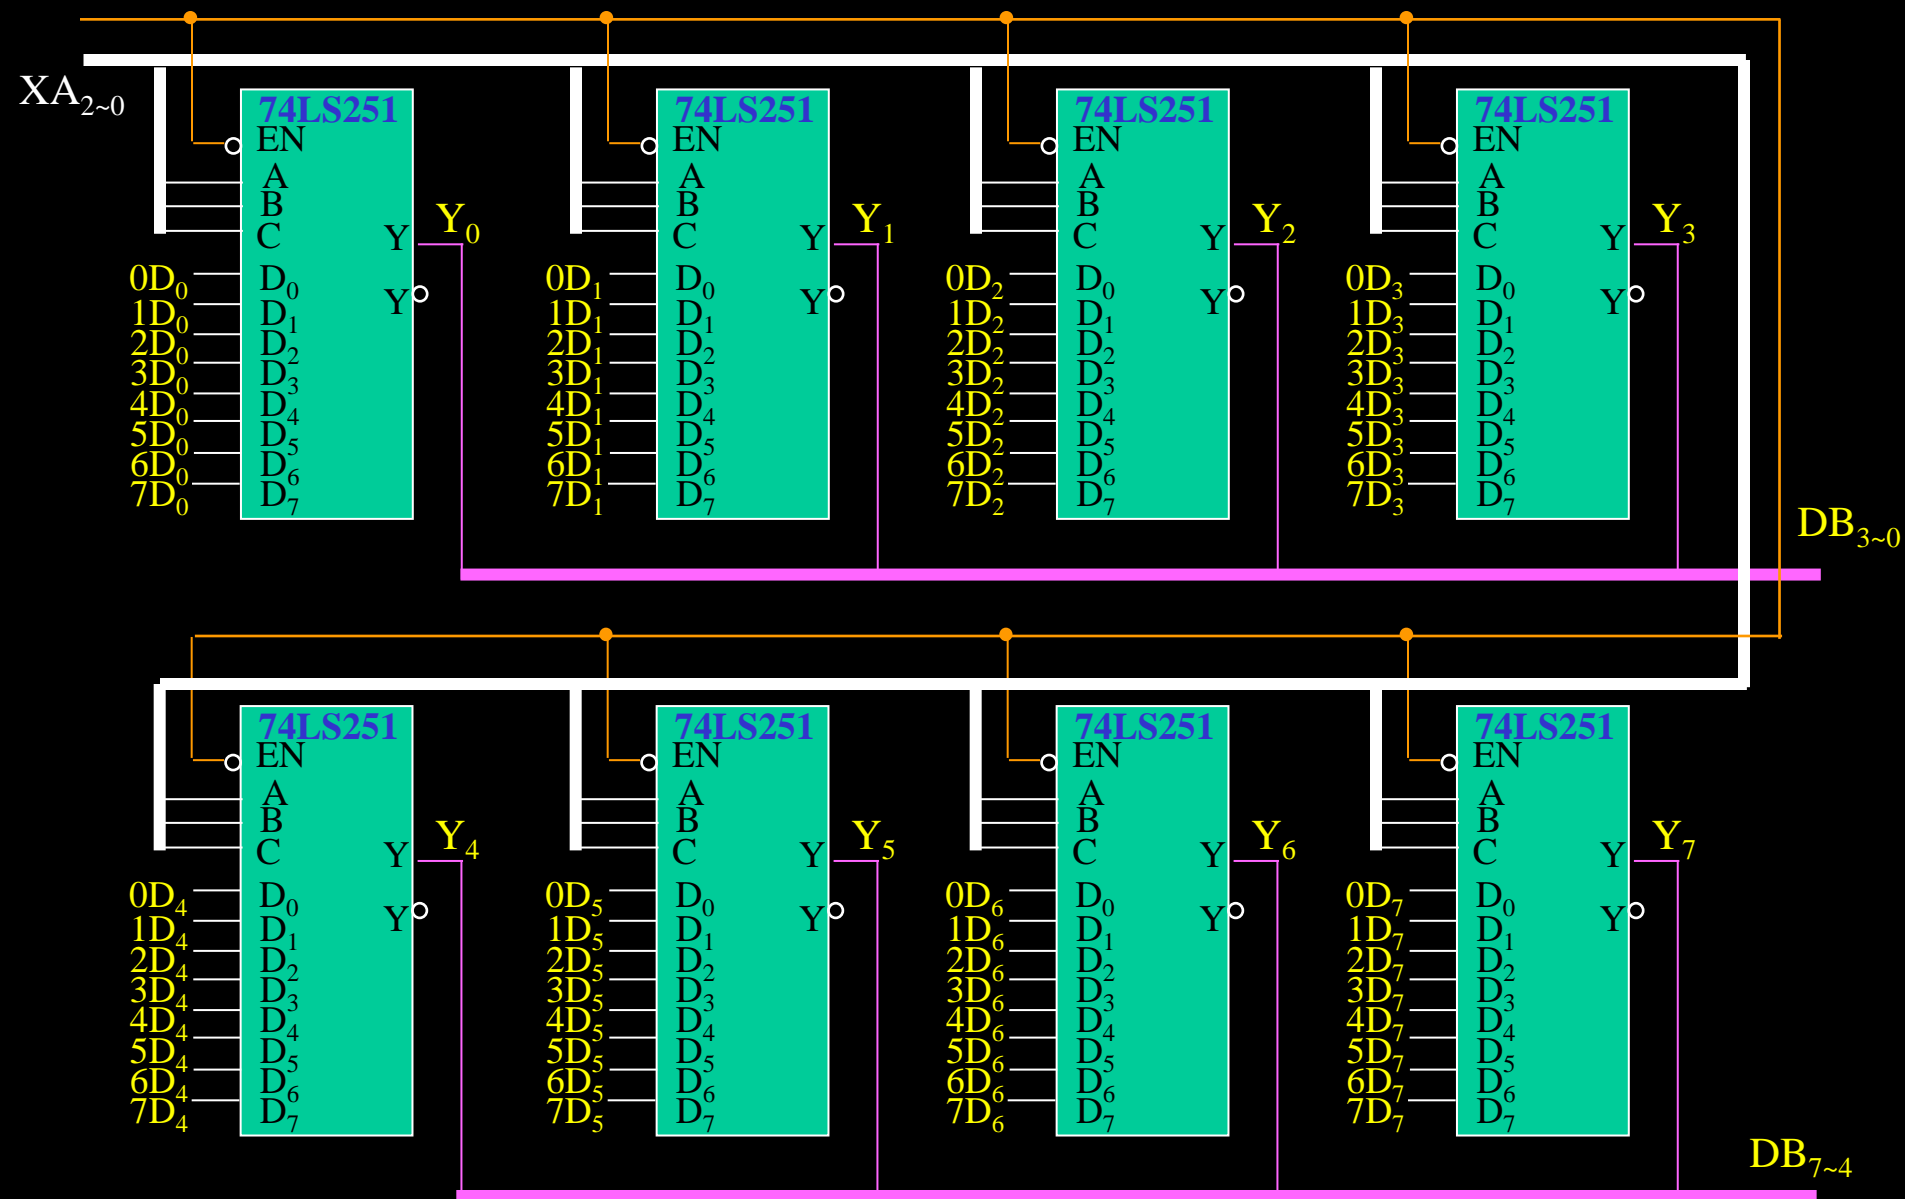 XA2~0
74LS251 74LS251 74LS251 74LS251
EN EN EN EN
A A A A
B B B B
C Y Y0 C Y Y1 C Y Y2 C Y Y3
0D0 D0 Y 0D1 D0 Y 0D2 D0 Y 0D3 D0 Y
1D0 D1 1D1 D1 1D2 D1 1D3 D1
2D0 D2 2D1 D2 2D2 D2 2D3 D2
3D0 D3 3D1 D3 3D2 D3 3D3 D3
4D0 D4 4D1 D4 4D2 D4 4D3 D4
5D0 D5 5D1 D5 5D2 D5 5D3 D5
6D0 D6 6D1 D6 6D2 D6 6D3 D6
7D0 D7 7D1 D7 7D2 D7 7D3 D7
DB3~0
74LS251 74LS251 74LS251 74LS251
EN EN EN EN
A A A A
B B B B
C Y Y4 C Y Y5 C Y Y6 C Y Y7
0D4 D0 Y 0D5 D0 Y 0D6 D0 Y 0D7 D0 Y
1D4 D1 1D5 D1 1D6 D1 1D7 D1
2D4 D2 2D5 D2 2D6 D2 2D7 D2
3D4 D3 3D5 D3 3D6 D3 3D7 D3
4D4 D4 4D5 D4 4D6 D4 4D7 D4
5D4 D5 5D5 D5 5D6 D5 5D7 D5
6D4 D6 6D5 D6 6D6 D6 6D7 D6
7D4 D7 7D5 D7 7D6 D7 7D7 D7
DB7~4